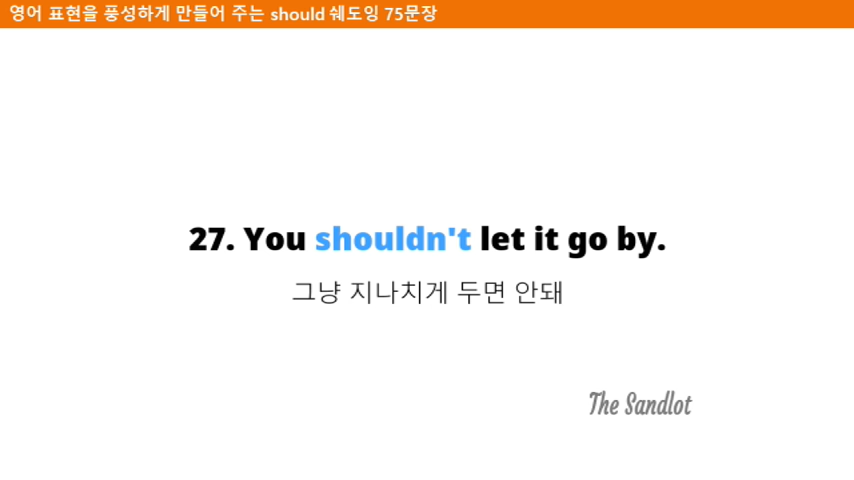 영어 표현을 풍성하게 만들어 주는 should 쉐도잉 75문장
27. You shouldn't let it go by.
그냥 지나치게 두면 안돼
The Sandlot